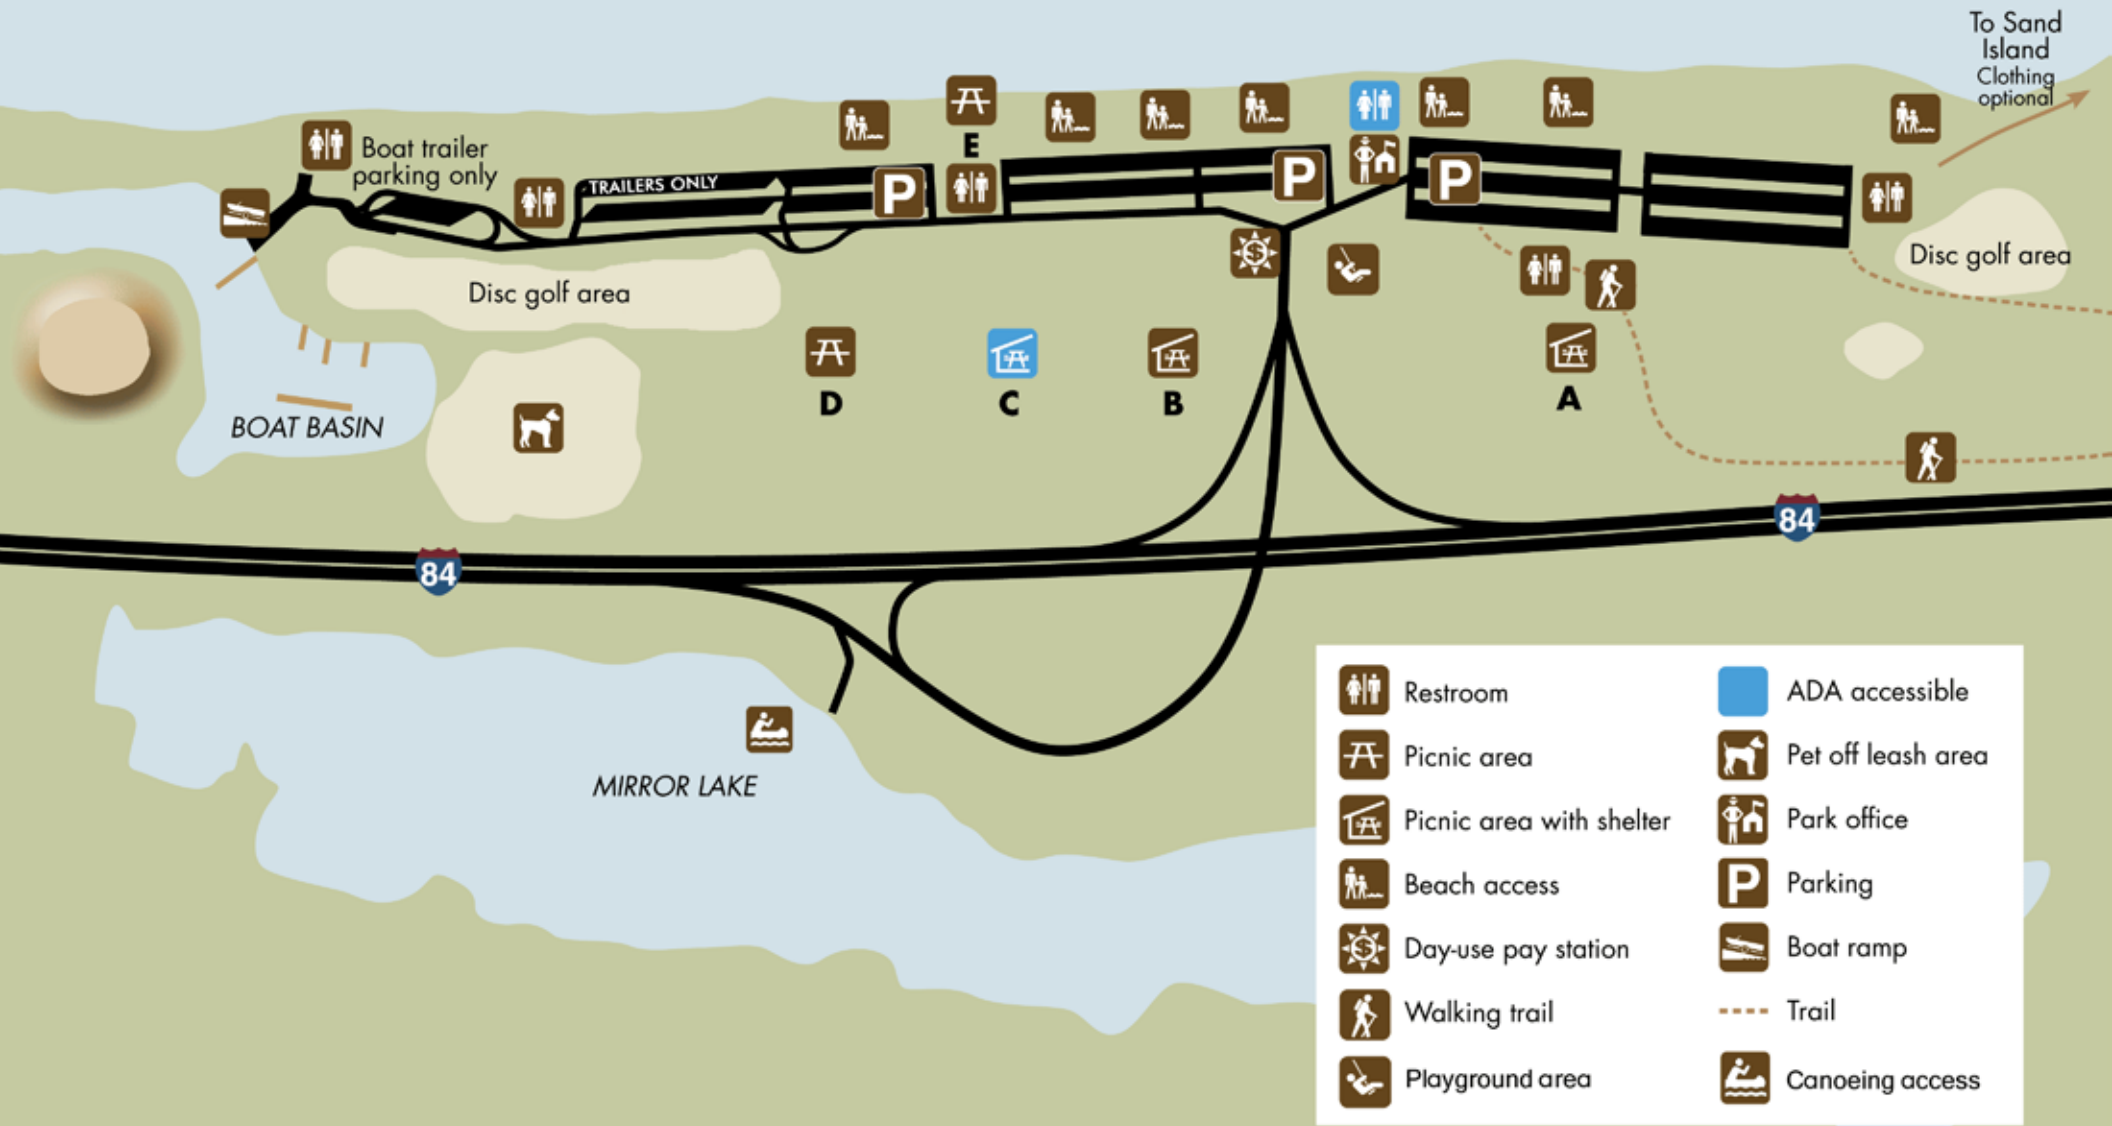 To Sand
Island
Clothing
optional
Boat trailer
parking only
E
TRAILERS ONLY
P
P
P
$
Disc golf area
Disc golf area
D
C
B
A
BOAT BASIN
84
84
MIRROR LAKE
Restroom
Picnic area
Picnic area with shelter
Beach access
$
Day-use pay station
Walking trail
Playground area
ADA accessible
Pet off leash area
Park office
P
Parking
Boat ramp
Trail
Canoeing access